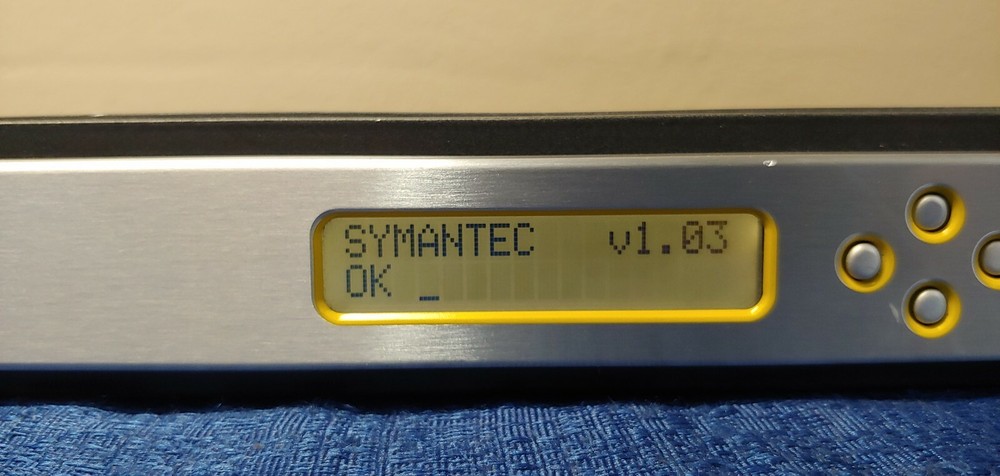 SYMANTEC v1.03
OK _